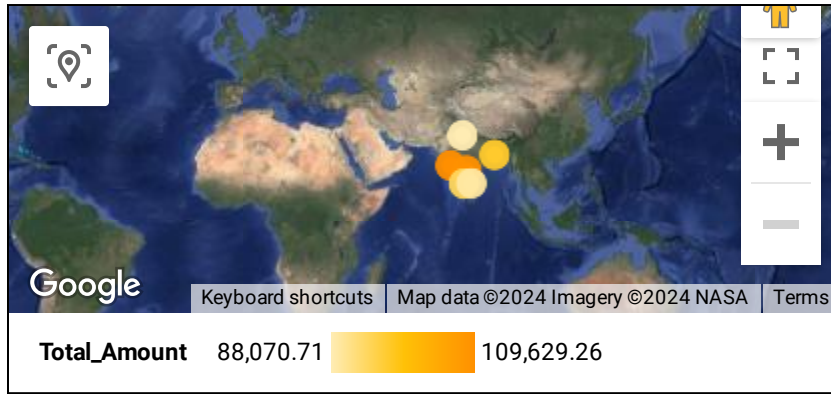 Google
Keyboard shortcuts Map data ©2024 Imagery ©2024 NASA Terms
Total_Amount 88,070.71 109,629.26